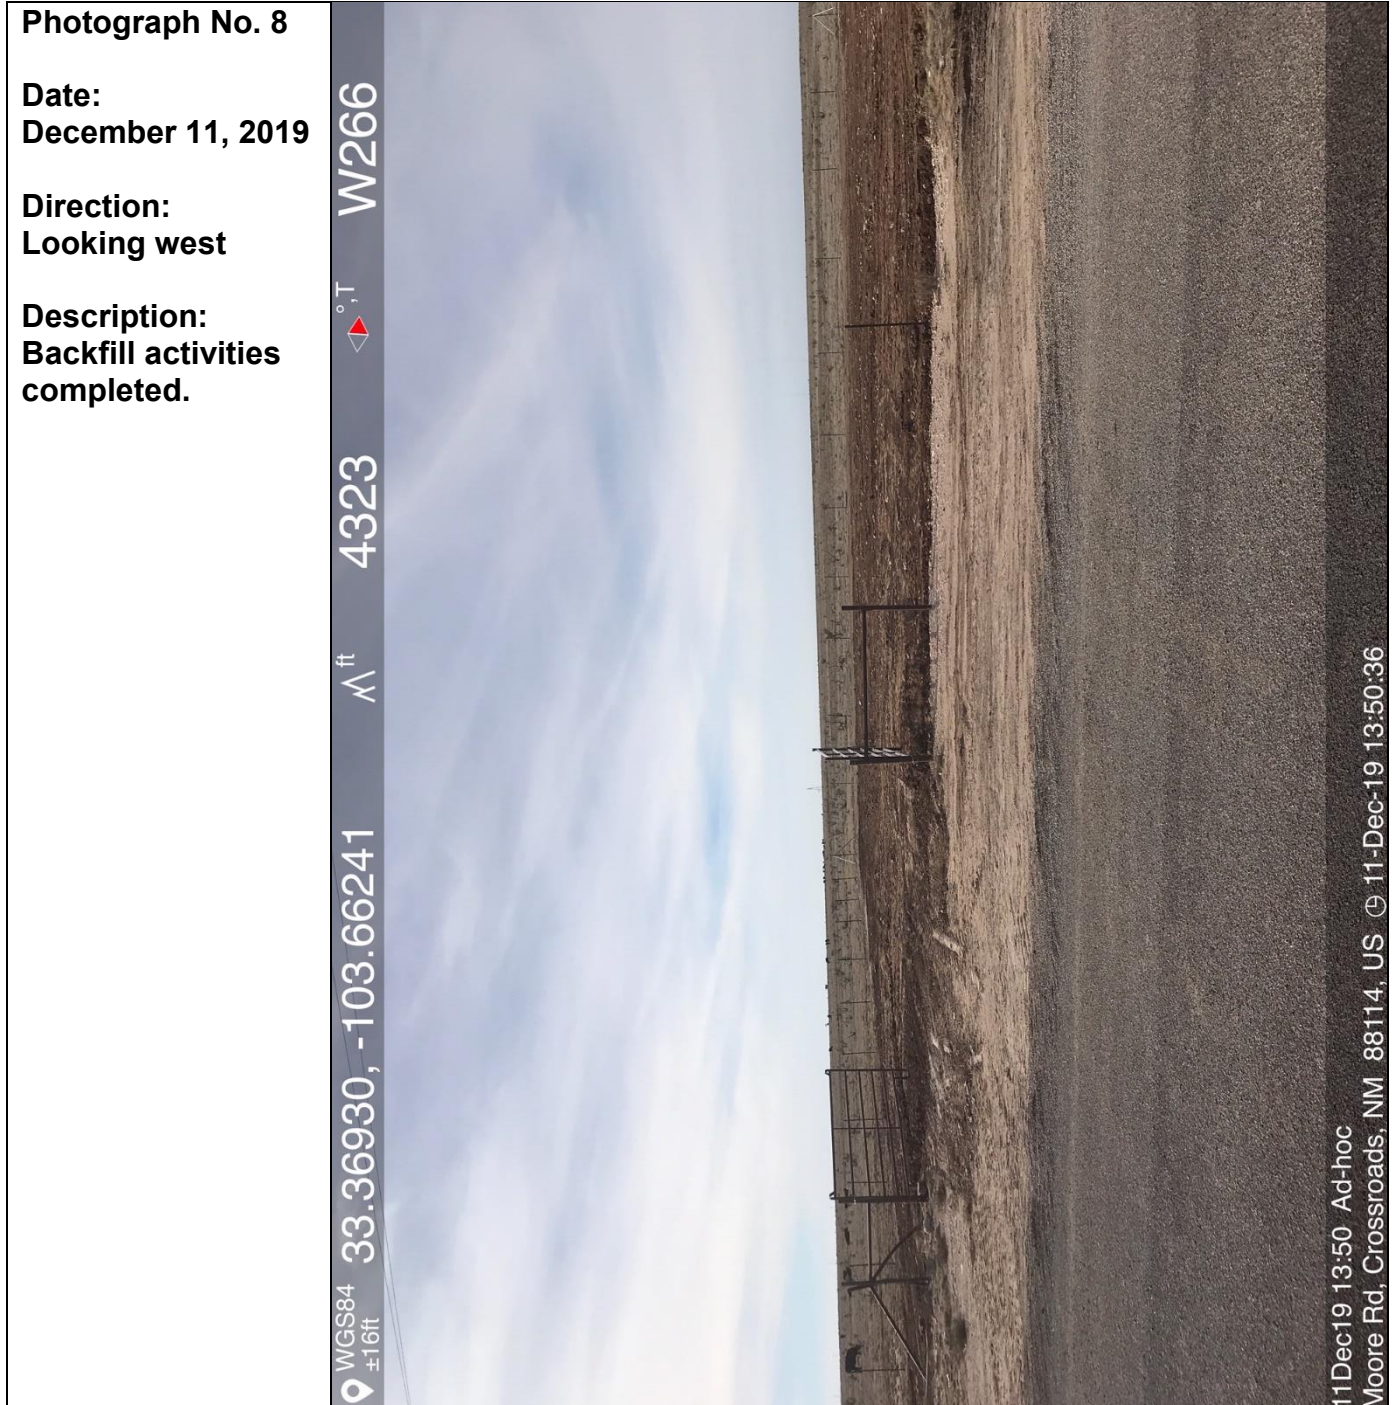 Photograph No. 8
Date:
December 11, 2019
Direction:
Looking west
Description:
Backfill activities
completed.
WGS84
±16ft
33.36930, -103.66241
ft
4323
°,T
W266
11Dec19 13:50 Ad-hoc
Moore Rd, Crossroads, NM 88114, US 11-Dec-19 13:50:36